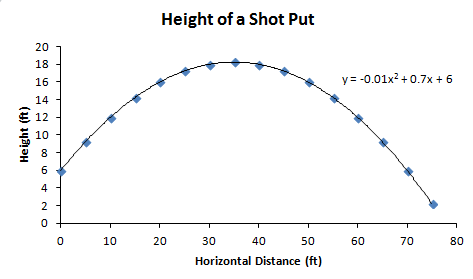 Height of a Shot Put
y = -0.01x² + 0.7x + 6
Height (ft)
20
18
16
14
12
10
8
6
4
2
0
0 10 20 30 40 50 60 70 80
Horizontal Distance (ft)